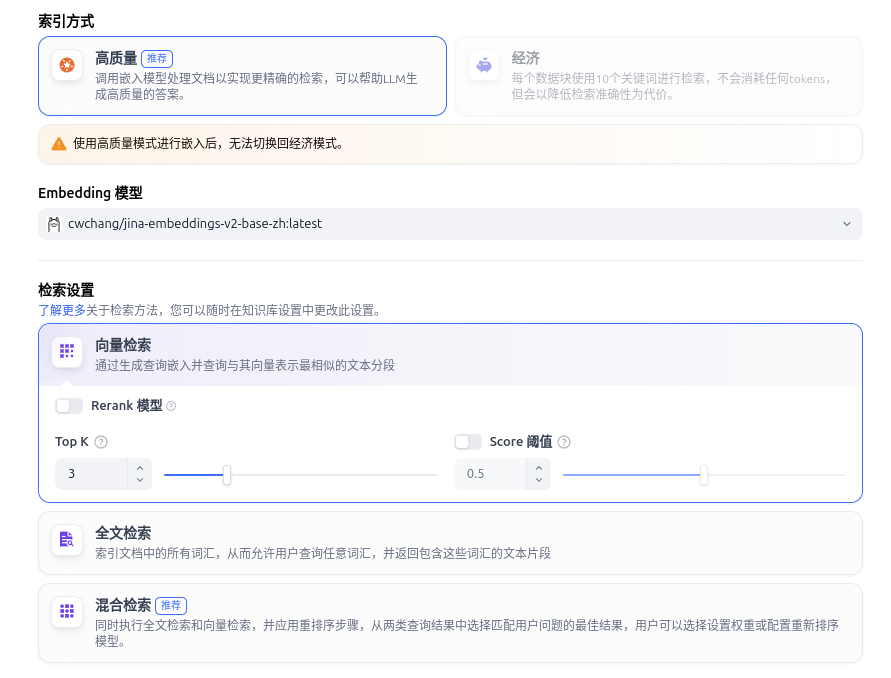 索引方式
高质量 推荐
调用嵌入模型处理文档以实现更精确的检索，可以帮助LLM生
成高质量的答案。
经济
每个数据块使用10个关键词进行检索，不会消耗任何tokens，
但会以降低检索准确性为代价。
使用高质量模式进行嵌入后，无法切换回经济模式。
Embedding 模型
cwchang/jina-embeddings-v2-base-zh:latest
检索设置
了解更多关于检索方法，您可以随时在知识库设置中更改此设置。
向量检索
通过生成查询嵌入并查询与其向量表示最相似的文本分段
Rerank 模型 ?
Top K ?
3
Score 阈值 ?
0.5
全文检索
索引文档中的所有词汇，从而允许用户查询任意词汇，并返回包含这些词汇的文本片段
混合检索 推荐
同时执行全文检索和向量检索，并应用重排序步骤，从两类查询结果中选择匹配用户问题的最佳结果，用户可以选择设置权重或配置重新排序
模型。